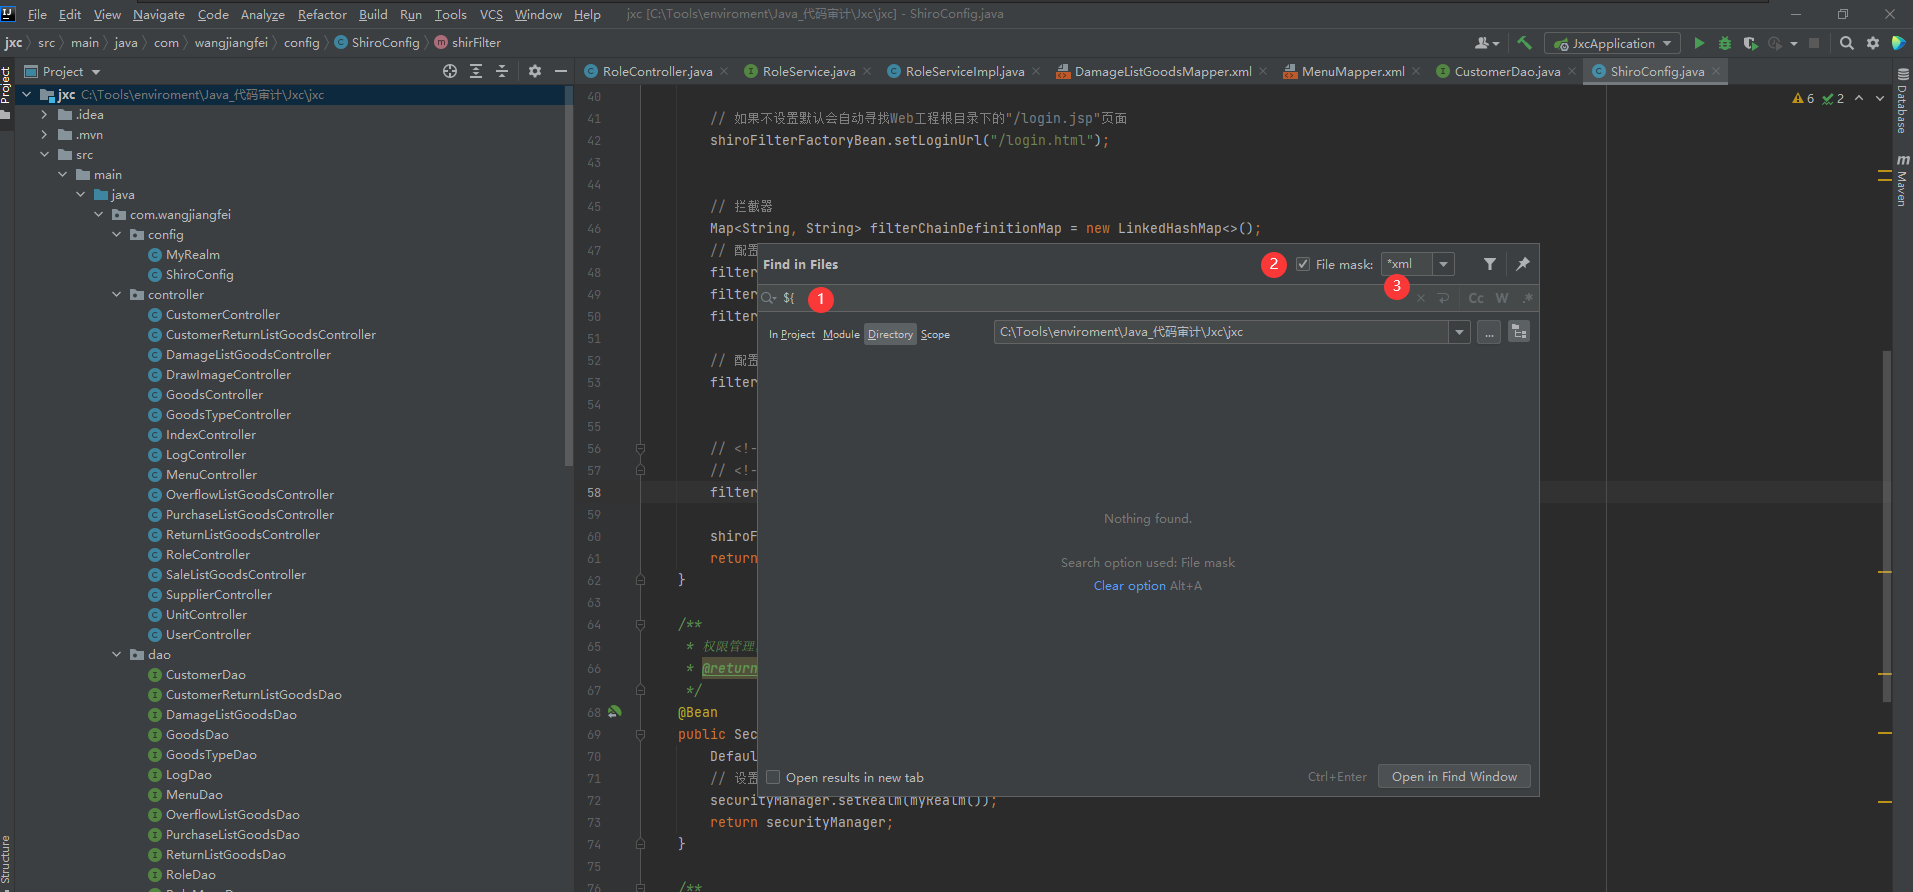 File Edit View Navigate Code Analyze Refactor Build Run Tools VCS Window Help jxc [C:\Tools\enviroment\Java_代码审计\Jxc\jxc] - ShiroConfig.java
jxc src main java com wangjiangfei config ShiroConfig shirFilter JxcApplication
Project
RoleController.java RoleService.java RoleServiceImpl.java DamageListGoodsMapper.xml MenuMapper.xml CustomerDao.java ShiroConfig.java
Project
Structure
Database
Maven
jxc C:\Tools\enviroment\Java_代码审计\Jxc\jxc
.idea
.mvn
src
main
java
com.wangjiangfei
config
MyRealm
ShiroConfig
controller
CustomerController
CustomerReturnListGoodsController
DamageListGoodsController
DrawImageController
GoodsController
GoodsTypeController
IndexController
LogController
MenuController
OverflowListGoodsController
PurchaseListGoodsController
ReturnListGoodsController
RoleController
SaleListGoodsController
SupplierController
UnitController
UserController
dao
CustomerDao
CustomerReturnListGoodsDao
DamageListGoodsDao
GoodsDao
GoodsTypeDao
LogDao
MenuDao
OverflowListGoodsDao
PurchaseListGoodsDao
ReturnListGoodsDao
RoleDao
6 2
40
41 // 如果不设置默认会自动寻找Web工程根目录下的"/login.jsp"页面
42 shiroFilterFactoryBean.setLoginUrl("/login.html");
43
44
45 // 拦截器
46 Map<String, String> filterChainDefinitionMap = new LinkedHashMap<>();
47 // 配置
48 filter
49 filter
50 filter
51
52 // 配置
53 filter
54
55
56 // <!-
57 // <!-
58 filter
59
60 shiroF
61 return
62 }
63
64 /**
65 * 权限管理
66 * @return
67 */
68 @Bean
69 public Sec
70 Defaul
71 // 设置
72 securityManager.setRealm(myRealm());
73 return securityManager;
74 }
75
76 /**
Find in Files 2 File mask: *xml
3
${ 1 Cc W .*
In Project Module Directory Scope C:\Tools\enviroment\Java_代码审计\Jxc\jxc ...
Nothing found.
Search option used: File mask
Clear option Alt+A
Open results in new tab Ctrl+Enter Open in Find Window